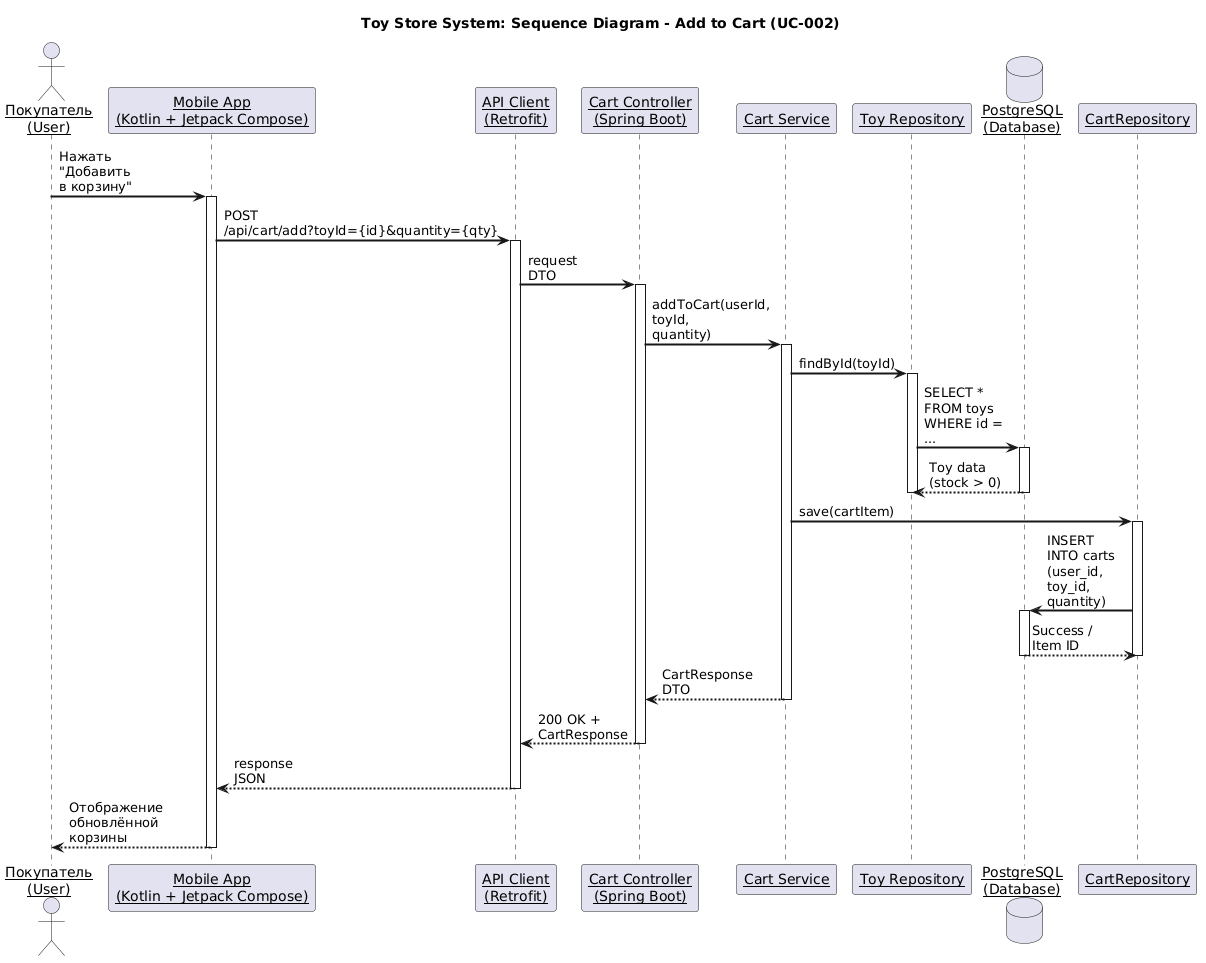 Toy Store System: Sequence Diagram - Add to Cart (UC-002)
Покупатель
(User)
Mobile App
(Kotlin + Jetpack Compose)
API Client
(Retrofit)
Cart Controller
(Spring Boot)
Cart Service
Toy Repository
PostgreSQL
(Database)
CartRepository
Нажать
"Добавить
в корзину"
POST
/api/cart/add?toyId={id}&quantity={qty}
request
DTO
addToCart(userId,
toyId,
quantity)
findById(toyId)
SELECT *
FROM toys
WHERE id =
...
Toy data
(stock > 0)
save(cartItem)
INSERT
INTO carts
(user_id,
toy_id,
quantity)
Success /
Item ID
CartResponse
DTO
200 OK +
CartResponse
response
JSON
Отображение
обновлённой
корзины
Покупатель
(User)
Mobile App
(Kotlin + Jetpack Compose)
API Client
(Retrofit)
Cart Controller
(Spring Boot)
Cart Service
Toy Repository
PostgreSQL
(Database)
CartRepository